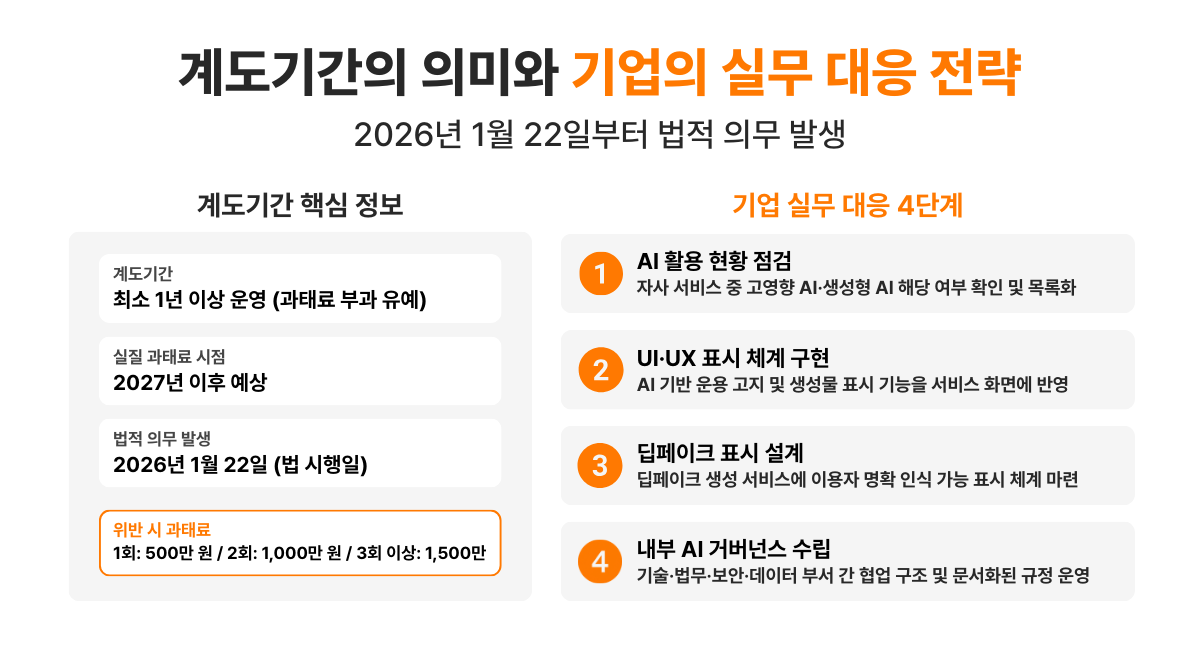 계도기간의 의미와 기업의 실무 대응 전략
2026년 1월 22일부터 법적 의무 발생
계도기간 핵심 정보
계도기간
최소 1년 이상 운영 (과태료 부과 유예)
실질 과태료 시점
2027년 이후 예상
법적 의무 발생
2026년 1월 22일 (법 시행일)
위반 시 과태료
1회: 500만 원 / 2회: 1,000만 원 / 3회 이상: 1,500만
기업 실무 대응 4단계
1
AI 활용 현황 점검
자사 서비스 중 고영향 AI·생성형 AI 해당 여부 확인 및 목록화
2
UI·UX 표시 체계 구현
AI 기반 운용 고지 및 생성물 표시 기능을 서비스 화면에 반영
3
딥페이크 표시 설계
딥페이크 생성 서비스에 이용자 명확 인식 가능 표시 체계 마련
4
내부 AI 거버넌스 수립
기술·법무·보안·데이터 부서 간 협업 구조 및 문서화된 규정 운영